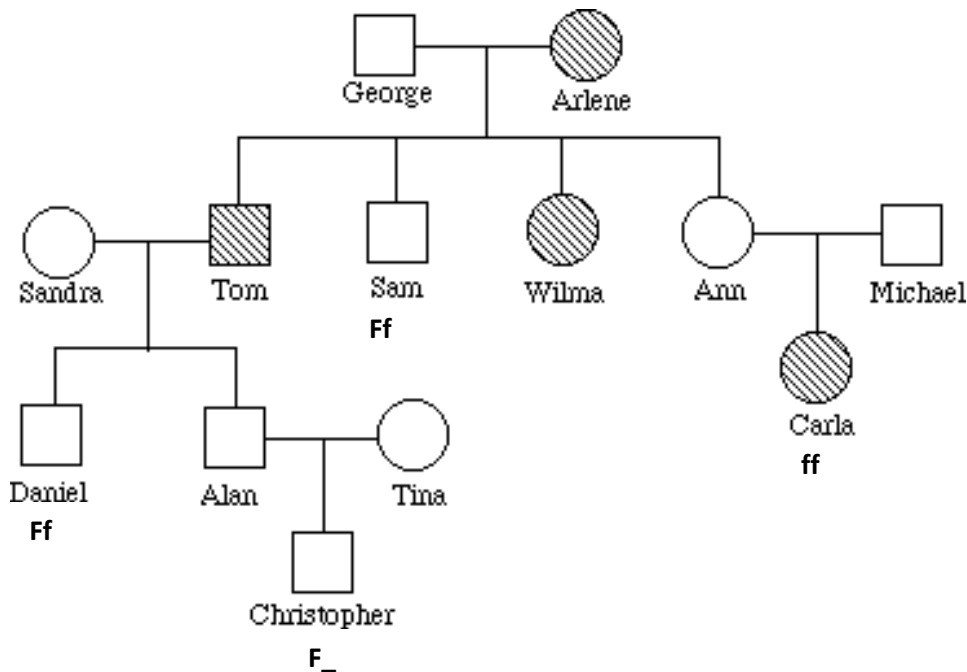 George
Arlene
Sandra
Tom
Sam
Wilma
Ann
Michael
Ff
Carla
ff
Daniel
Alan
Tina
Ff
Christopher
F_